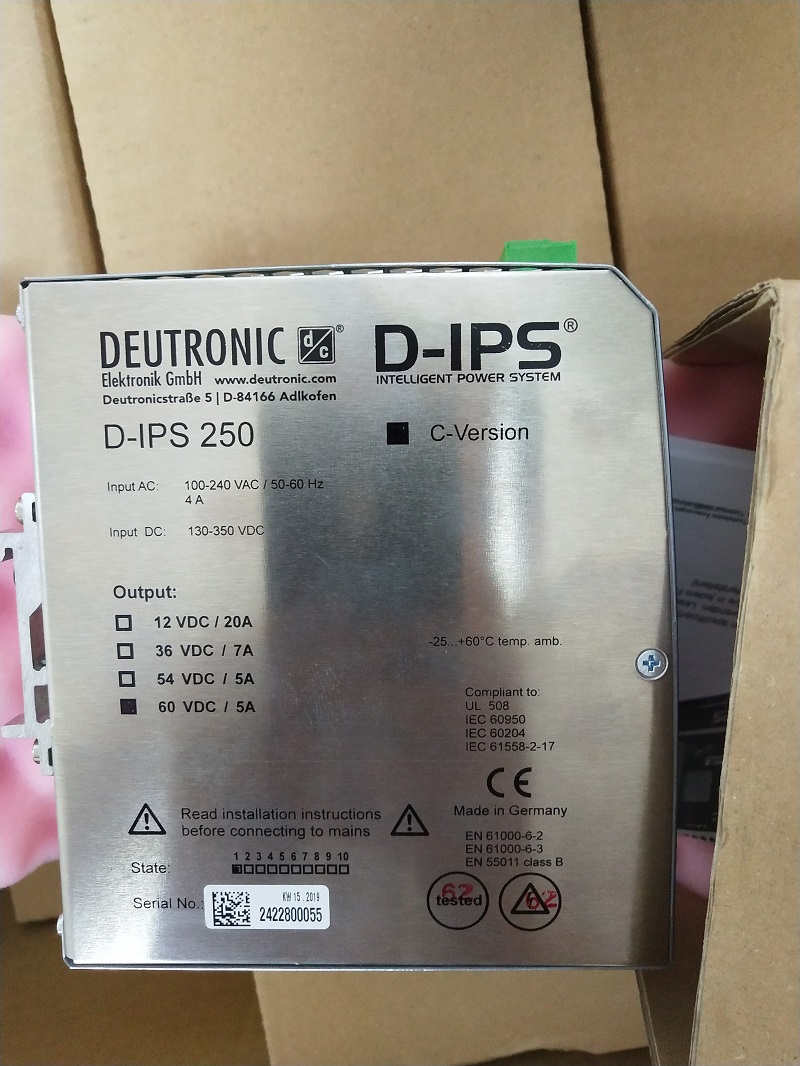 DEUTRONIC d/c ®
Elektronik GmbH www.deutronic.com
Deutronicstraße 5 | D-84166 Adlkofen
D-IPS®
INTELLIGENT POWER SYSTEM
D-IPS 250
■ C-Version
Input AC: 100-240 VAC / 50-60 Hz
4 A
Input DC: 130-350 VDC
Output:
☐ 12 VDC / 20A
☐ 36 VDC / 7A
☐ 54 VDC / 5A
■ 60 VDC / 5A
-25...+60°C temp. amb.
Compliant to:
UL 508
IEC 60950
IEC 60204
IEC 61558-2-17
CE
Made in Germany
Read installation instructions
before connecting to mains
EN 61000-6-2
EN 61000-6-3
EN 55011 class B
1 2 3 4 5 6 7 8 9 10
State: ■☐☐☐☐☐☐☐☐☐
Serial No.:
KW 15 . 2019
2422800055
62
tested
62